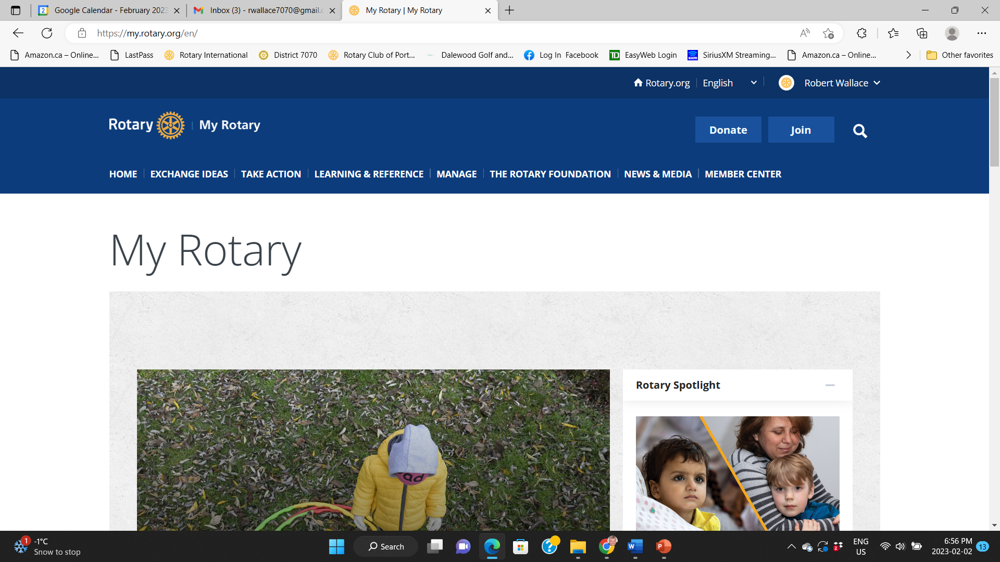 2 Google Calendar - February 2023
Inbox (3) - rwallace7070@gmail.c
My Rotary | My Rotary
https://my.rotary.org/en/
Amazon.ca – Online...
LastPass
Rotary International
District 7070
Rotary Club of Port...
Dalewood Golf and...
Log In Facebook
TD EasyWeb Login
SiriusXM Streaming...
Amazon.ca – Online...
Other favorites
Rotary.org
English
Robert Wallace
Rotary | My Rotary
Donate
Join
HOME
EXCHANGE IDEAS
TAKE ACTION
LEARNING & REFERENCE
MANAGE
THE ROTARY FOUNDATION
NEWS & MEDIA
MEMBER CENTER
My Rotary
Rotary Spotlight
ad
1 -1°C
Snow to stop
Search
W
P
2
ENG
US
6:56 PM
2023-02-02
13